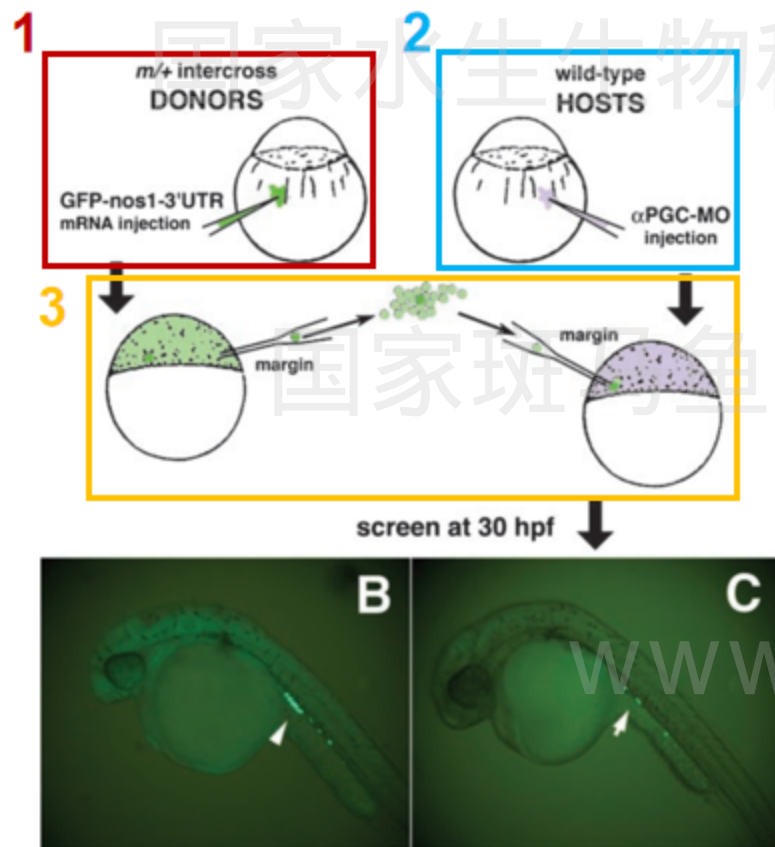 1
2
国家水生生物
m/+ intercross
DONORS
wild-type
HOSTS
GFP-nos1-3'UTR
mRNA injection
αPGC-MO
injection
3
margin
margin
国家斑马鱼
screen at 30 hpf
B
C
www